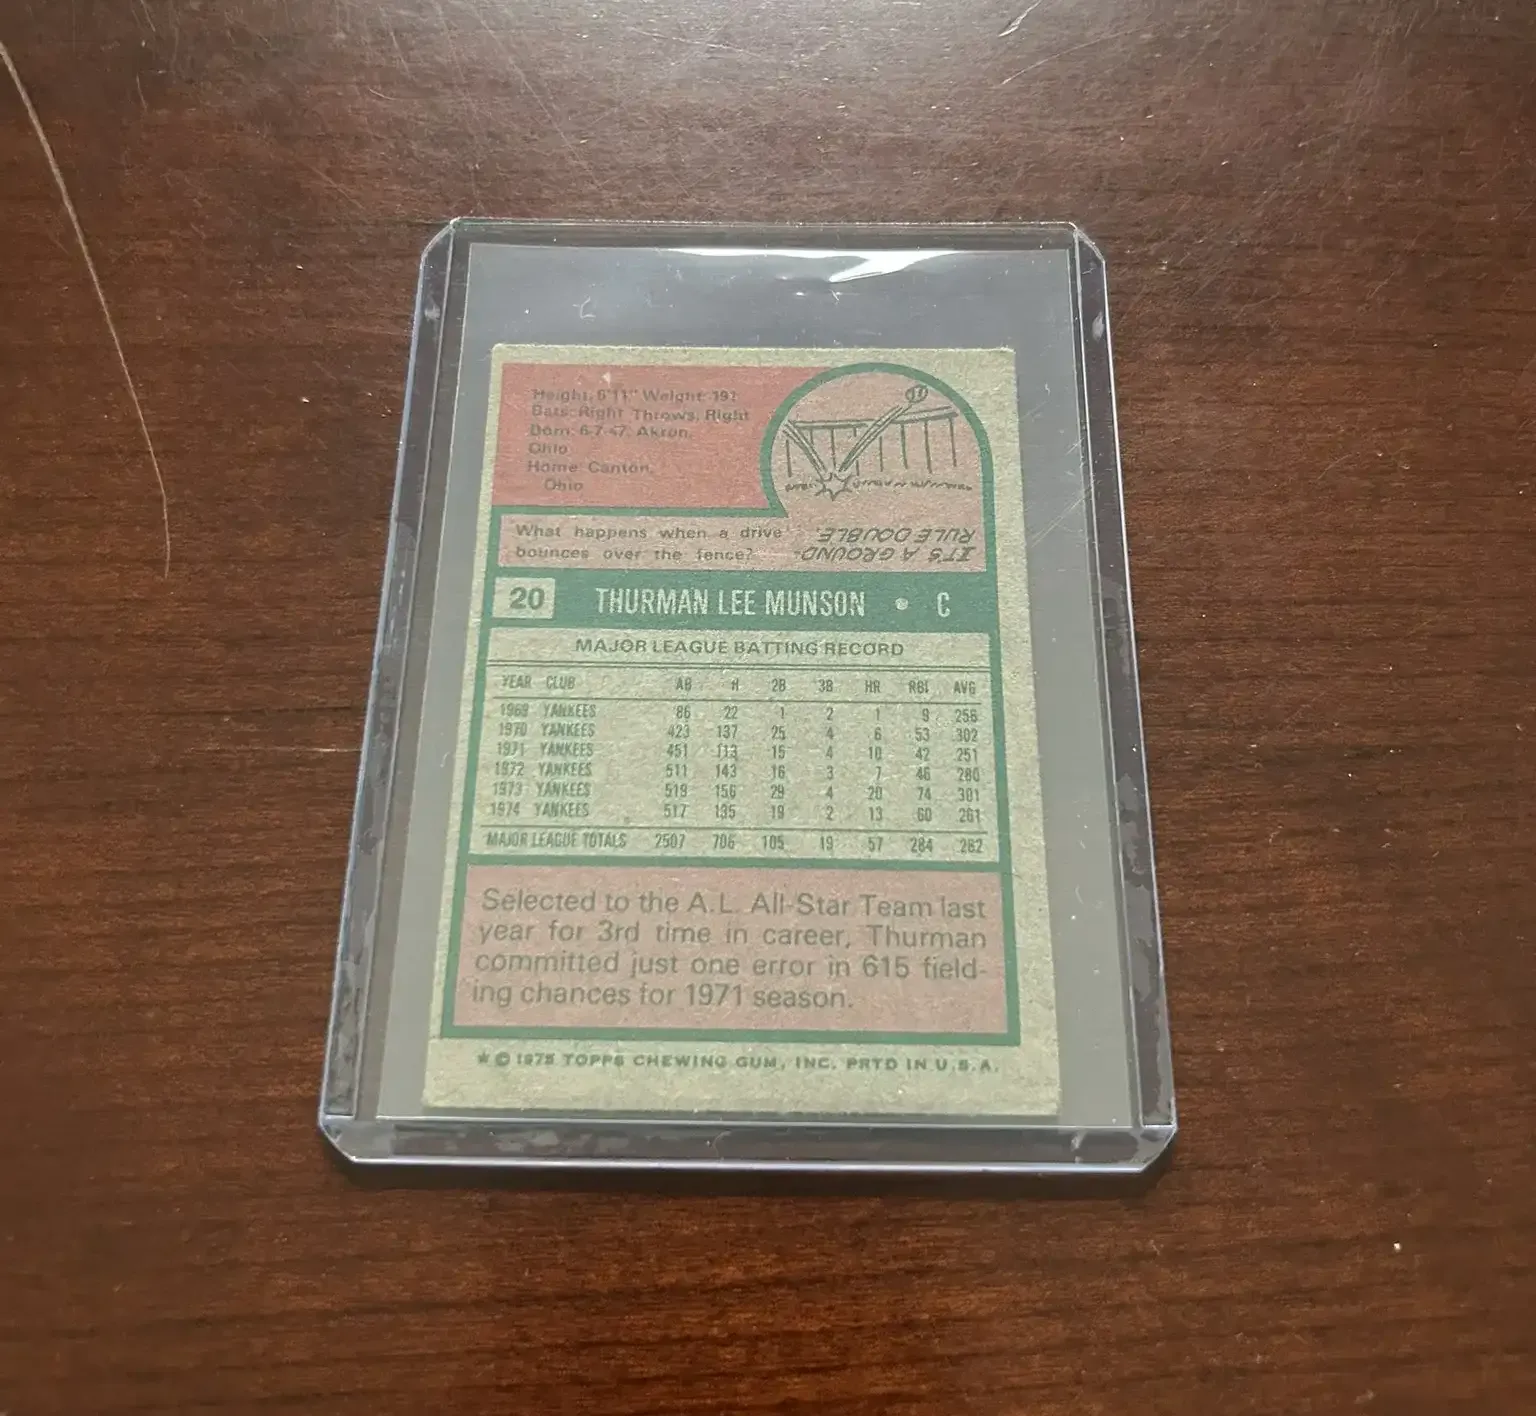 Height: 5'11" Weight: 191
Bats: Right Throws: Right
Born: 6-7-47, Akron,
Ohio
Home: Canton,
Ohio
What happens when a drive
bounces over the fence?
IT'S A GROUND-
RULE DOUBLE.
20 THURMAN LEE MUNSON • C
MAJOR LEAGUE BATTING RECORD
YEAR CLUB AB H 2B 3B HR RBI AVG
1969 YANKEES 86 22 1 2 1 9 256
1970 YANKEES 423 137 25 4 6 53 302
1971 YANKEES 451 113 15 4 10 42 251
1972 YANKEES 511 143 16 3 7 46 280
1973 YANKEES 519 156 29 4 20 74 301
1974 YANKEES 517 135 19 2 13 60 261
MAJOR LEAGUE TOTALS 2507 706 105 19 57 284 282
Selected to the A.L. All-Star Team last
year for 3rd time in career, Thurman
committed just one error in 615 field-
ing chances for 1971 season.
★ © 1975 TOPPS CHEWING GUM, INC. PRTD IN U.S.A.